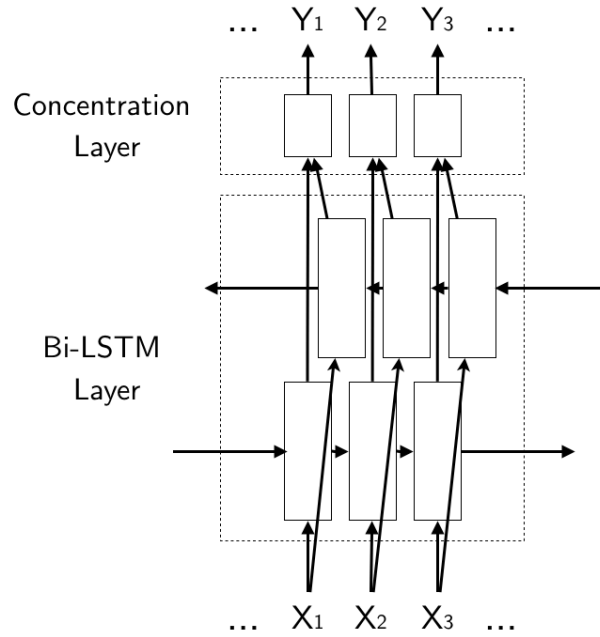 ... Y1 Y2 Y3 ...
Concentration
Layer
Bi-LSTM
Layer
... X1 X2 X3 ...